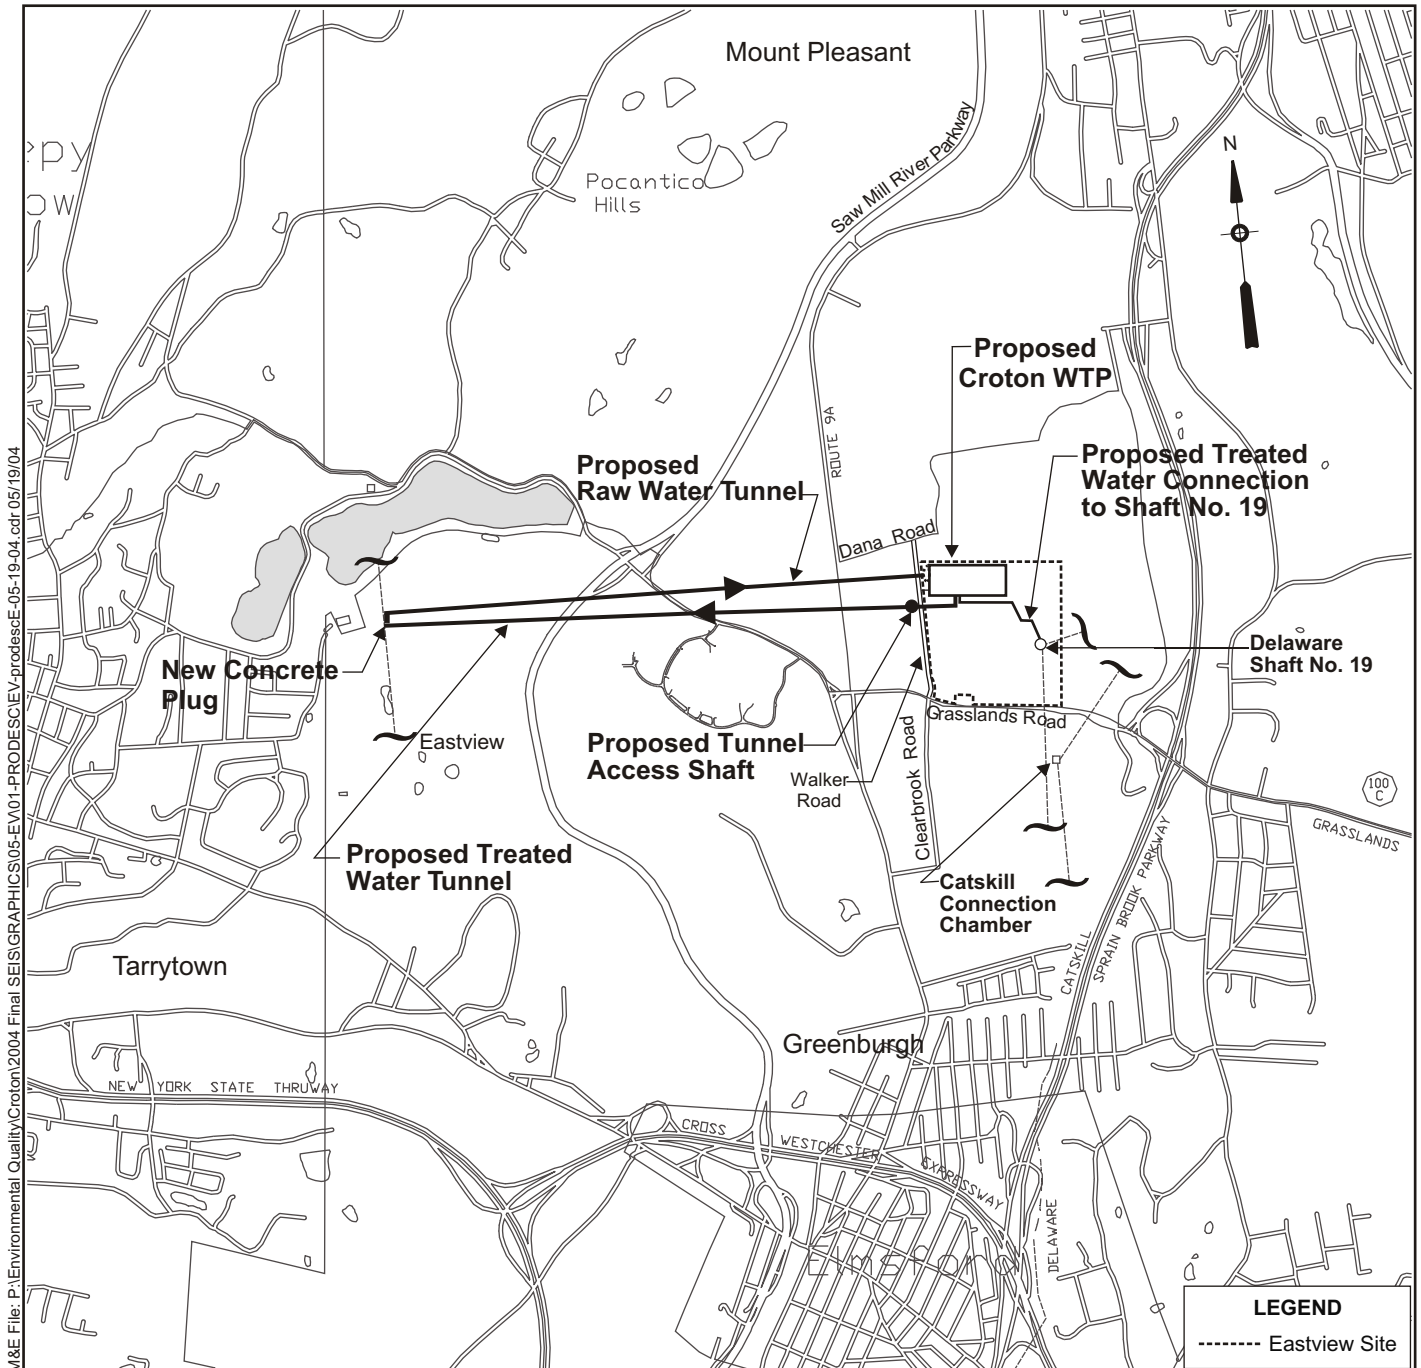 Mount Pleasant
Saw Mill River Parkway
N
epy
ow
Pocantico
Hills
Proposed
Croton WTP
ROUTE 9A
Proposed
Raw Water Tunnel
Proposed Treated
Water Connection
to Shaft No. 19
Dana Road
New Concrete
Plug
Delaware
Shaft No. 19
Grasslands Road
Eastview
Proposed Tunnel
Access Shaft
Walker
Road
Clearbrook Road
100
C
GRASSLANDS
Proposed Treated
Water Tunnel
Catskill
Connection
Chamber
CATSKILL
SPRAIN BROOK PARKWAY
Tarrytown
Greenburgh
NEW YORK STATE THRUWAY
CROSS WESTCHESTER EXPRESSWAY
DELAWARE
Elmsford
LEGEND
Eastview Site
M&E File: P:\Environmental Quality\Croton\2004 Final SEIS\GRAPHICS\05-EV\01-PRODESC\EV-prodescE-05-19-04.cdr 05/19/04